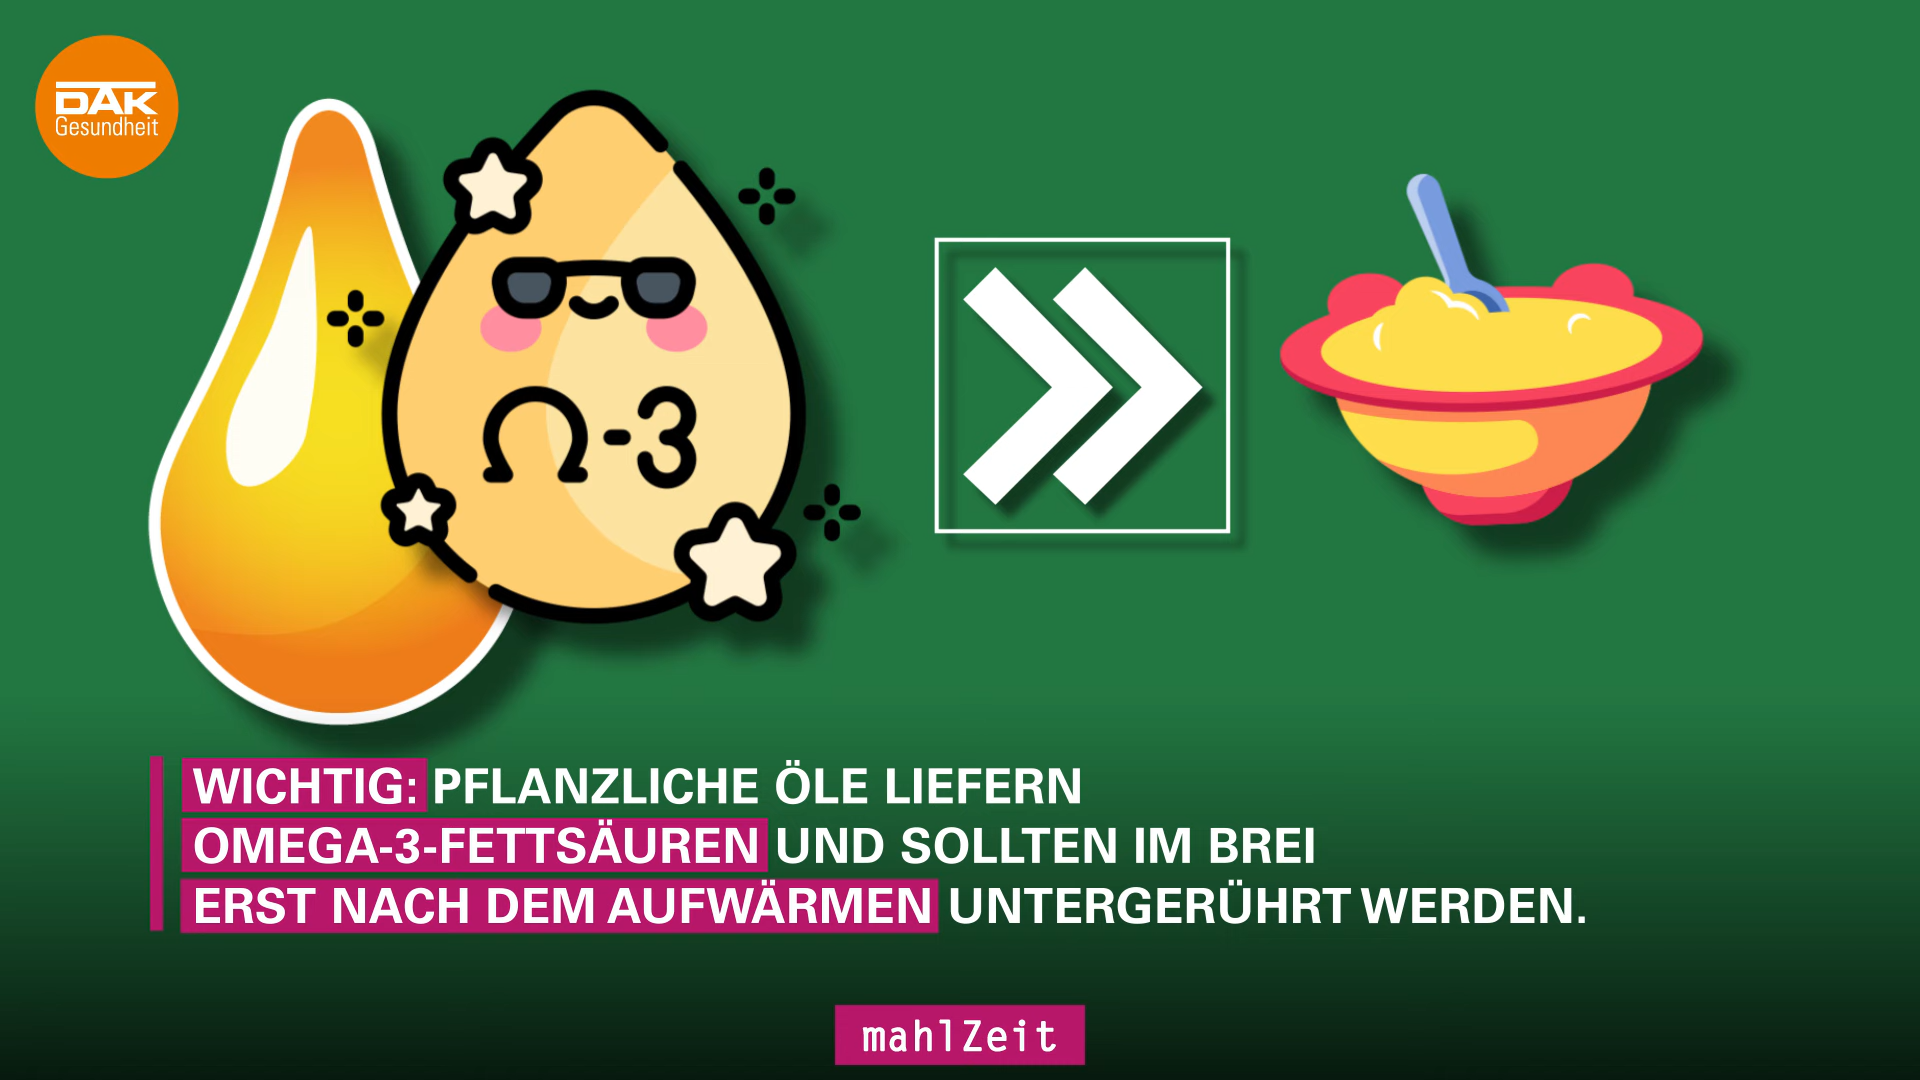 DAK
Gesundheit
Ω-3
WICHTIG: PFLANZLICHE ÖLE LIEFERN
OMEGA-3-FETTSÄUREN UND SOLLTEN IM BREI
ERST NACH DEM AUFWÄRMEN UNTERGERÜHRT WERDEN.
mahlZeit